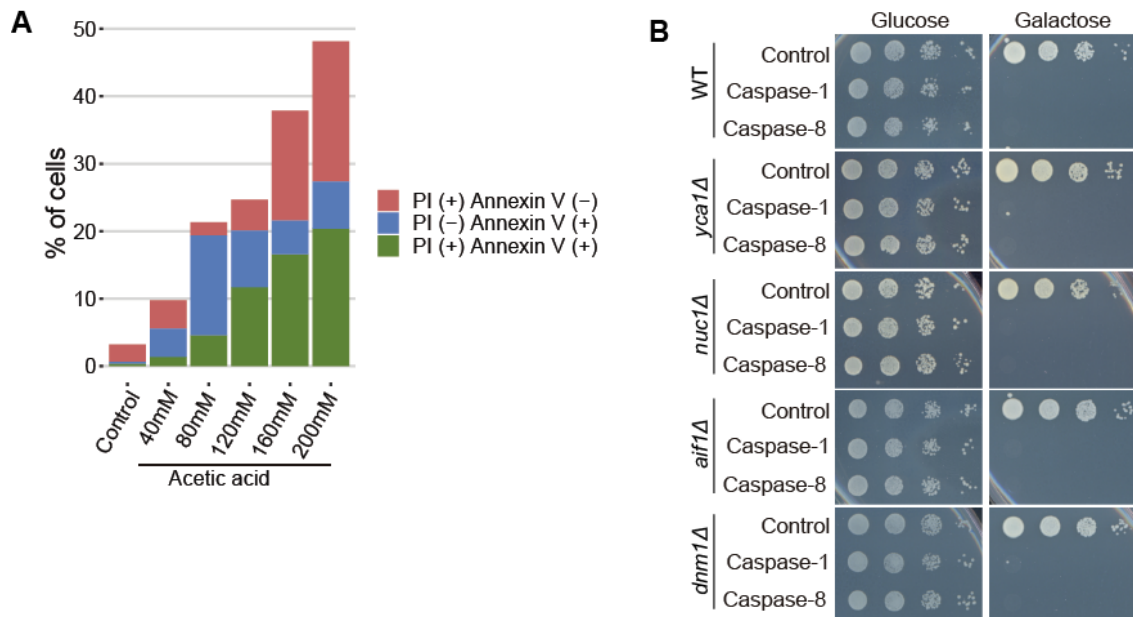 A
% of cells
50
40
30
20
10
0
Control
40mM
80mM
120mM
160mM
200mM
Acetic acid
PI (+) Annexin V (−)
PI (−) Annexin V (+)
PI (+) Annexin V (+)
B
Glucose Galactose
WT
Control
Caspase-1
Caspase-8
yca1Δ
Control
Caspase-1
Caspase-8
nuc1Δ
Control
Caspase-1
Caspase-8
aif1Δ
Control
Caspase-1
Caspase-8
dnm1Δ
Control
Caspase-1
Caspase-8